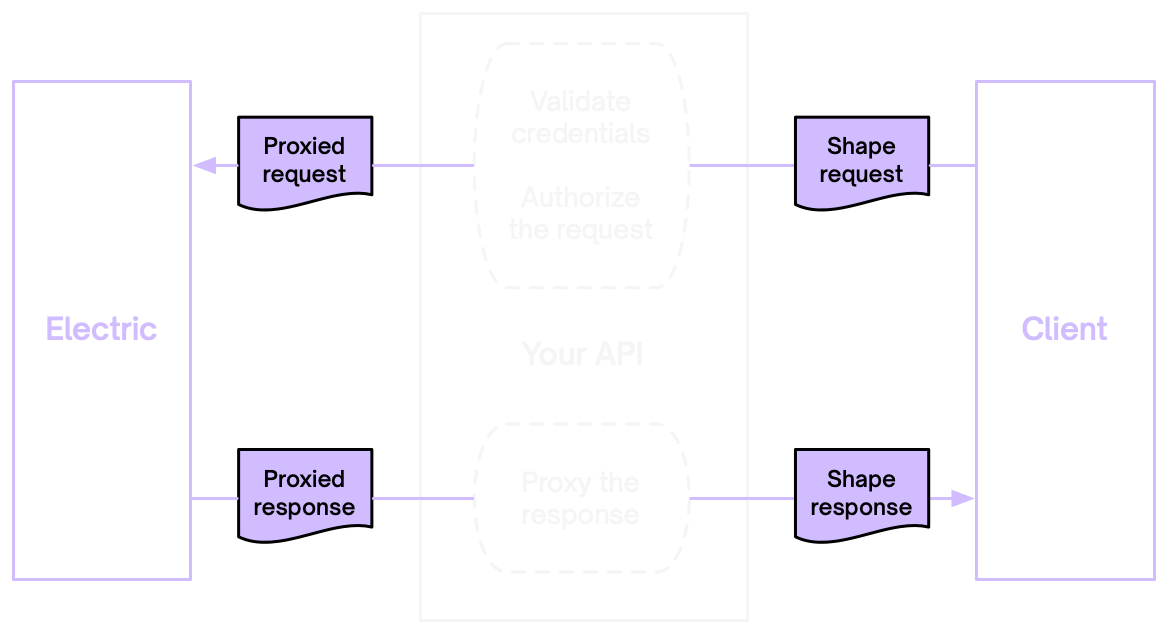 Validate
credentials
Authorize
the request
Proxied
request
Shape
request
Electric
Your API
Client
Proxied
response
Proxy the
response
Shape
response